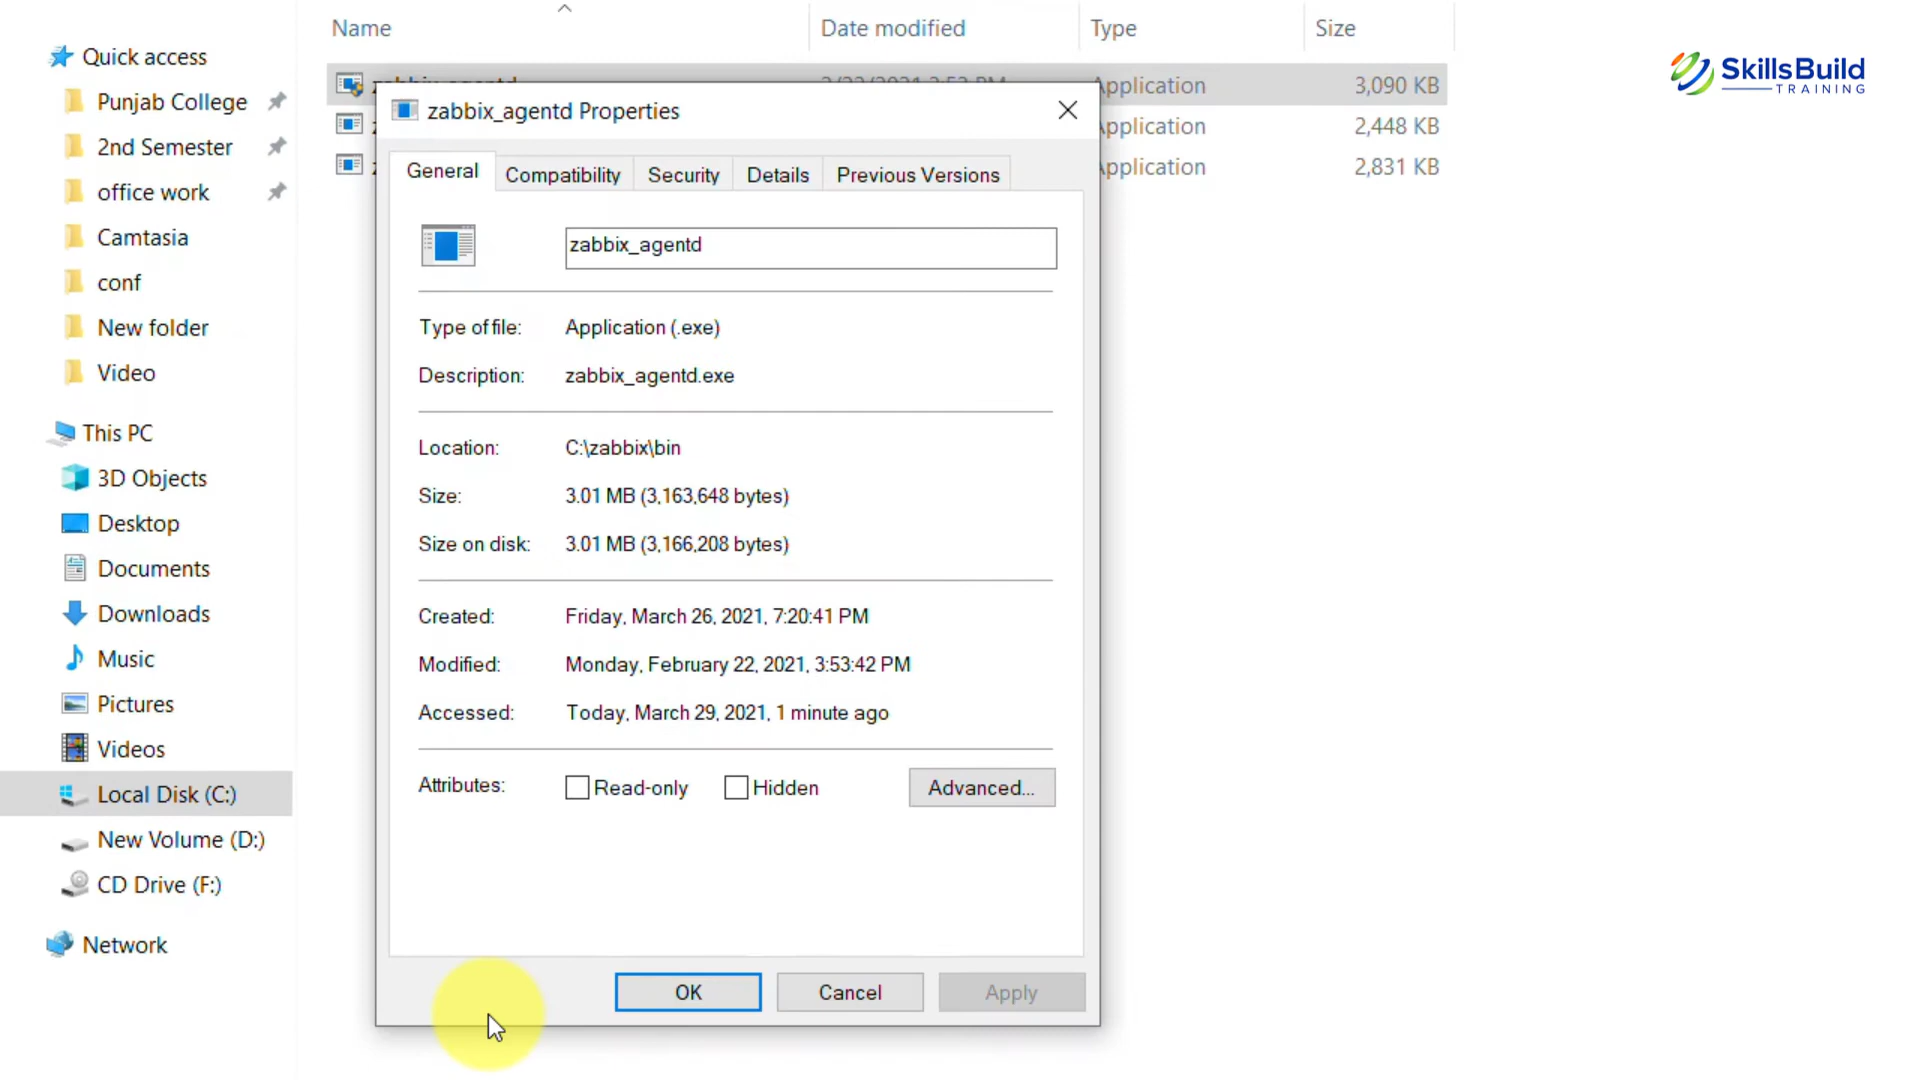 Name
Date modified
Type
Size
Quick access
Punjab College
2nd Semester
office work
Camtasia
conf
New folder
Video
This PC
3D Objects
Desktop
Documents
Downloads
Music
Pictures
Videos
Local Disk (C:)
New Volume (D:)
CD Drive (F:)
Network
Application 3,090 KB
Application 2,448 KB
Application 2,831 KB
zabbix_agentd Properties
General Compatibility Security Details Previous Versions
zabbix_agentd
Type of file: Application (.exe)
Description: zabbix_agentd.exe
Location: C:\zabbix\bin
Size: 3.01 MB (3,163,648 bytes)
Size on disk: 3.01 MB (3,166,208 bytes)
Created: Friday, March 26, 2021, 7:20:41 PM
Modified: Monday, February 22, 2021, 3:53:42 PM
Accessed: Today, March 29, 2021, 1 minute ago
Attributes: Read-only Hidden Advanced...
OK Cancel Apply
SkillsBuild
TRAINING